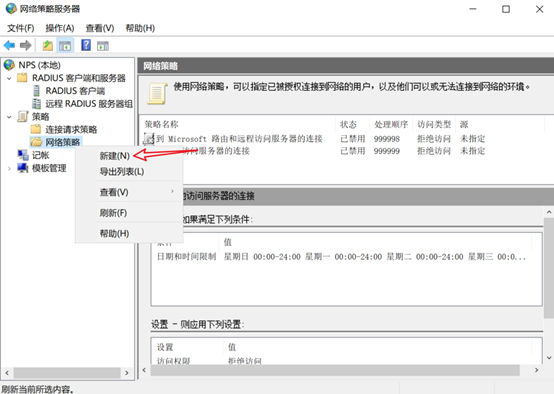 网络策略服务器
文件(F) 操作(A) 查看(V) 帮助(H)
NPS (本地)
RADIUS 客户端和服务器
RADIUS 客户端
远程 RADIUS 服务器组
策略
连接请求策略
网络策略
记帐
模板管理
新建(N)
导出列表(L)
查看(V)
刷新(F)
帮助(H)
网络策略
使用网络策略，可以指定已被授权连接到网络的用户，以及他们可以或无法连接到网络的环境。
策略名称 状态 处理顺序 访问类型 源
到 Microsoft 路由和远程访问服务器的连接 已禁用 999998 拒绝访问 未指定
访问服务器的连接 已禁用 999999 拒绝访问 未指定
访问服务器的连接
如果满足下列条件:
条件 值
日期和时间限制 星期日 00:00-24:00 星期一 00:00-24:00 星期二 00:00-24:00 星期三 00:0...
设置 - 则应用下列设置:
设置 值
访问权限 拒绝访问
刷新当前所选内容。